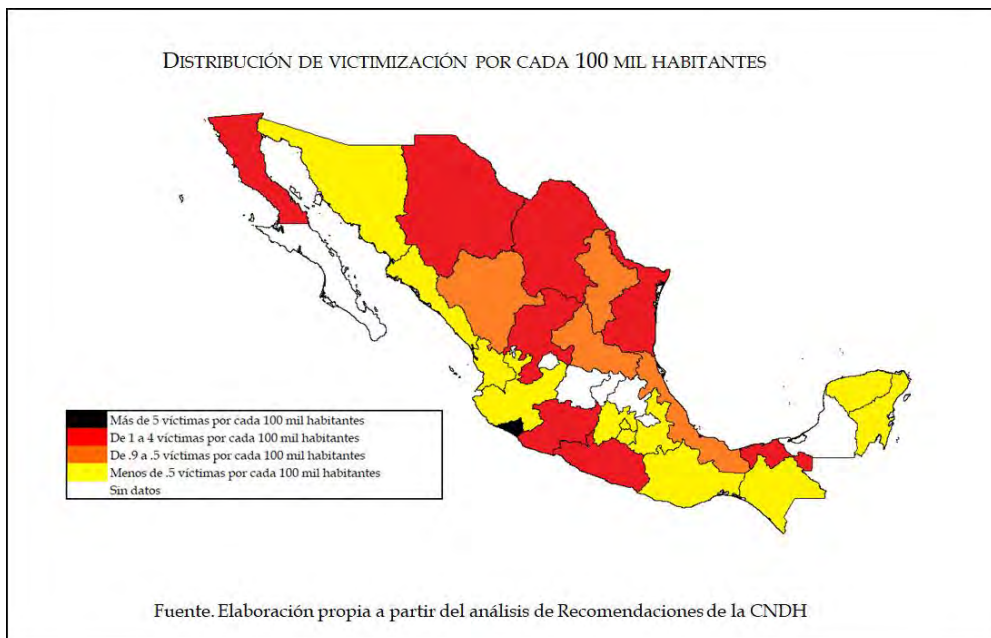 DISTRIBUCIÓN DE VICTIMIZACIÓN POR CADA 100 MIL HABITANTES
Más de 5 víctimas por cada 100 mil habitantes
De 1 a 4 víctimas por cada 100 mil habitantes
De .9 a .5 víctimas por cada 100 mil habitantes
Menos de .5 víctimas por cada 100 mil habitantes
Sin datos
Fuente. Elaboración propia a partir del análisis de Recomendaciones de la CNDH